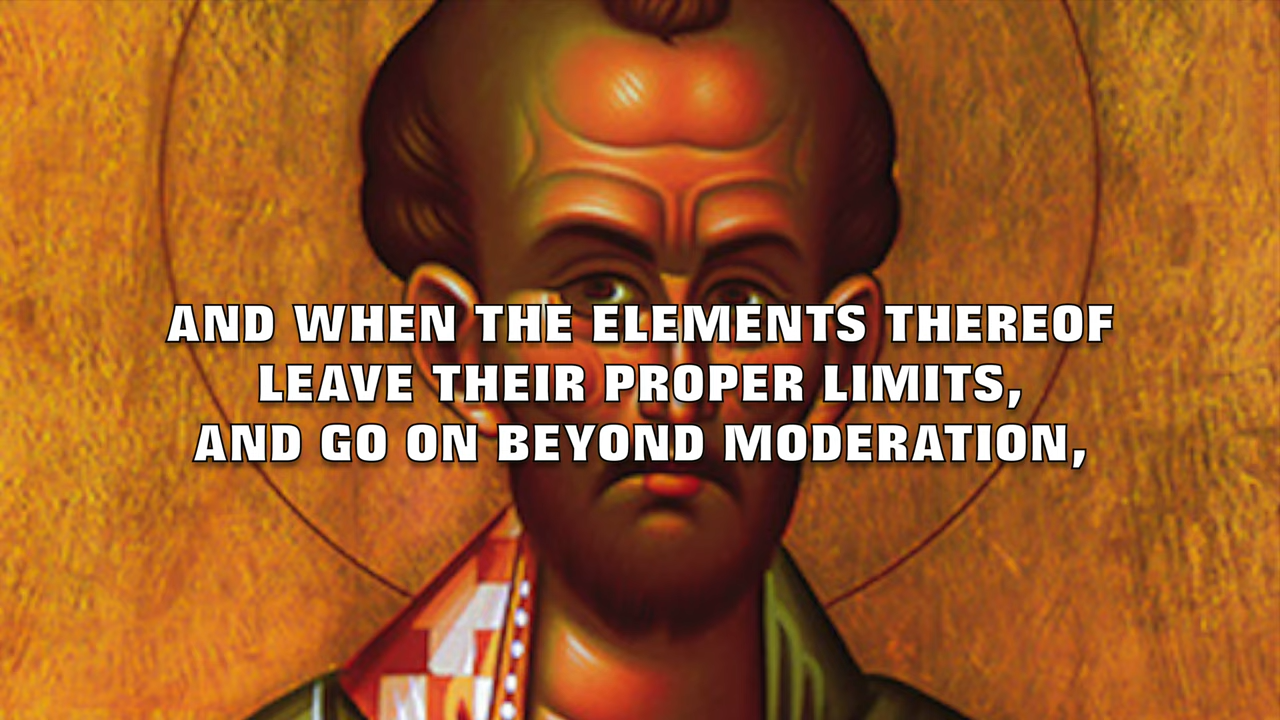 AND WHEN THE ELEMENTS THEREOF
LEAVE THEIR PROPER LIMITS,
AND GO ON BEYOND MODERATION,